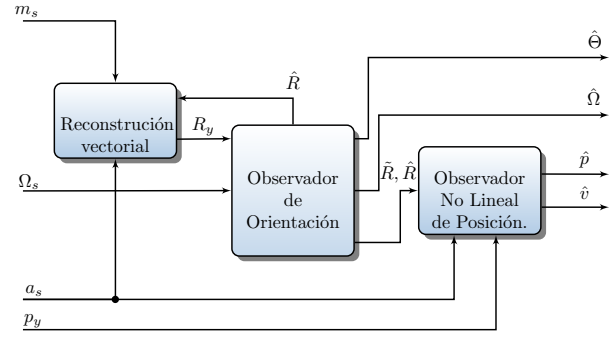 m_s
Θ̂
R̂
Ω̂
Reconstrución
vectorial
R_y
Observador
de
Orientación
R̃, R̂
Observador
No Lineal
de Posición.
p̂
v̂
Ω_s
a_s
p_y